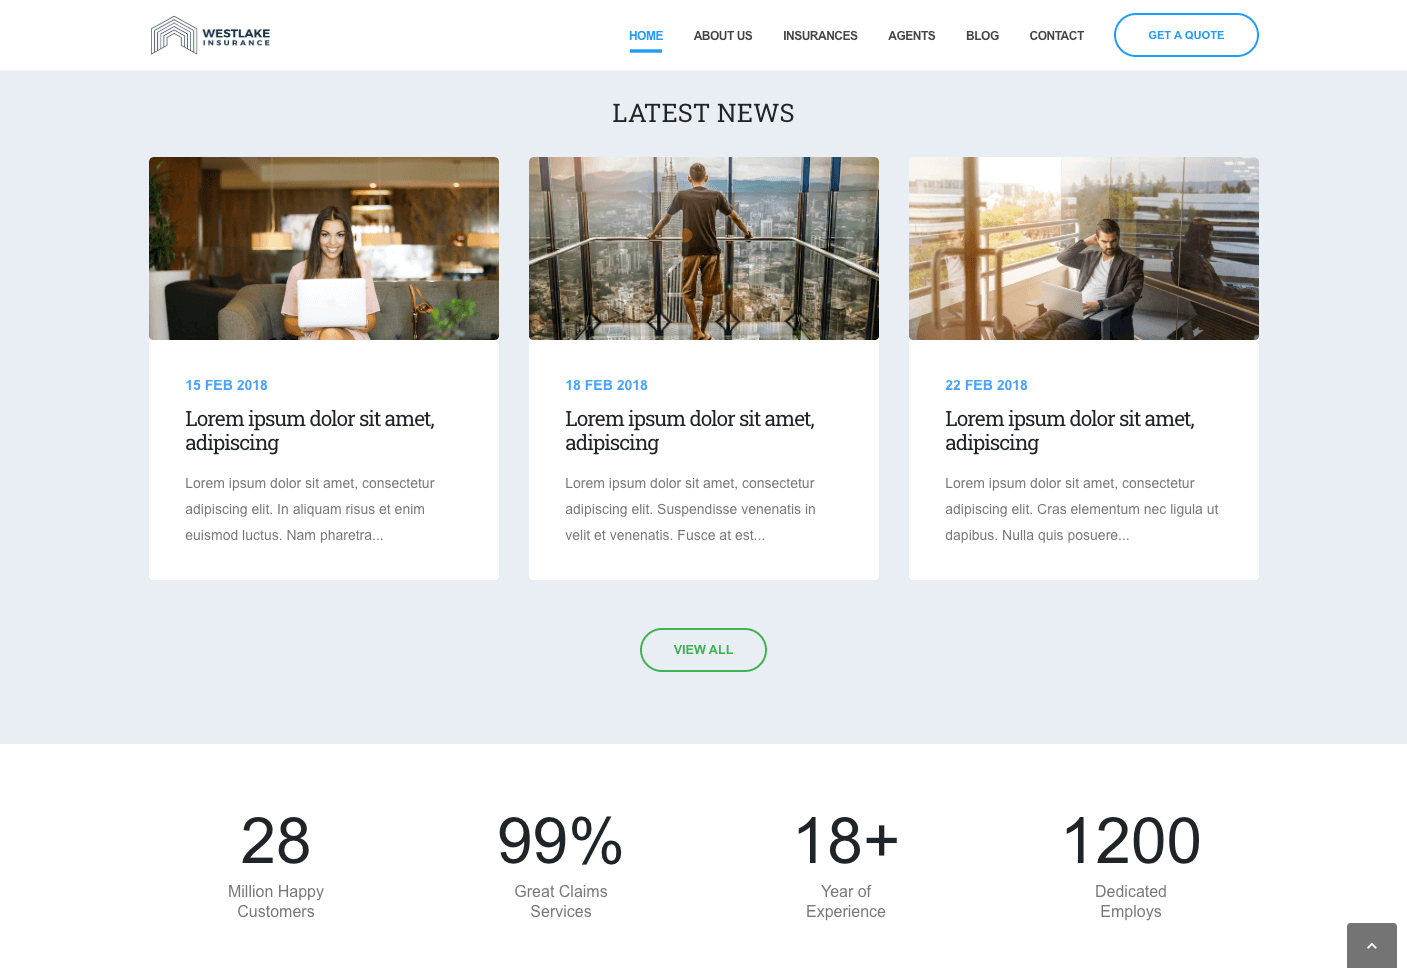 WESTLAKE
INSURANCE
HOME
ABOUT US
INSURANCES
AGENTS
BLOG
CONTACT
GET A QUOTE
LATEST NEWS
15 FEB 2018
Lorem ipsum dolor sit amet,
adipiscing
Lorem ipsum dolor sit amet, consectetur
adipiscing elit. In aliquam risus et enim
euismod luctus. Nam pharetra...
18 FEB 2018
Lorem ipsum dolor sit amet,
adipiscing
Lorem ipsum dolor sit amet, consectetur
adipiscing elit. Suspendisse venenatis in
velit et venenatis. Fusce at est...
22 FEB 2018
Lorem ipsum dolor sit amet,
adipiscing
Lorem ipsum dolor sit amet, consectetur
adipiscing elit. Cras elementum nec ligula ut
dapibus. Nulla quis posuere...
VIEW ALL
28
Million Happy
Customers
99%
Great Claims
Services
18+
Year of
Experience
1200
Dedicated
Employs